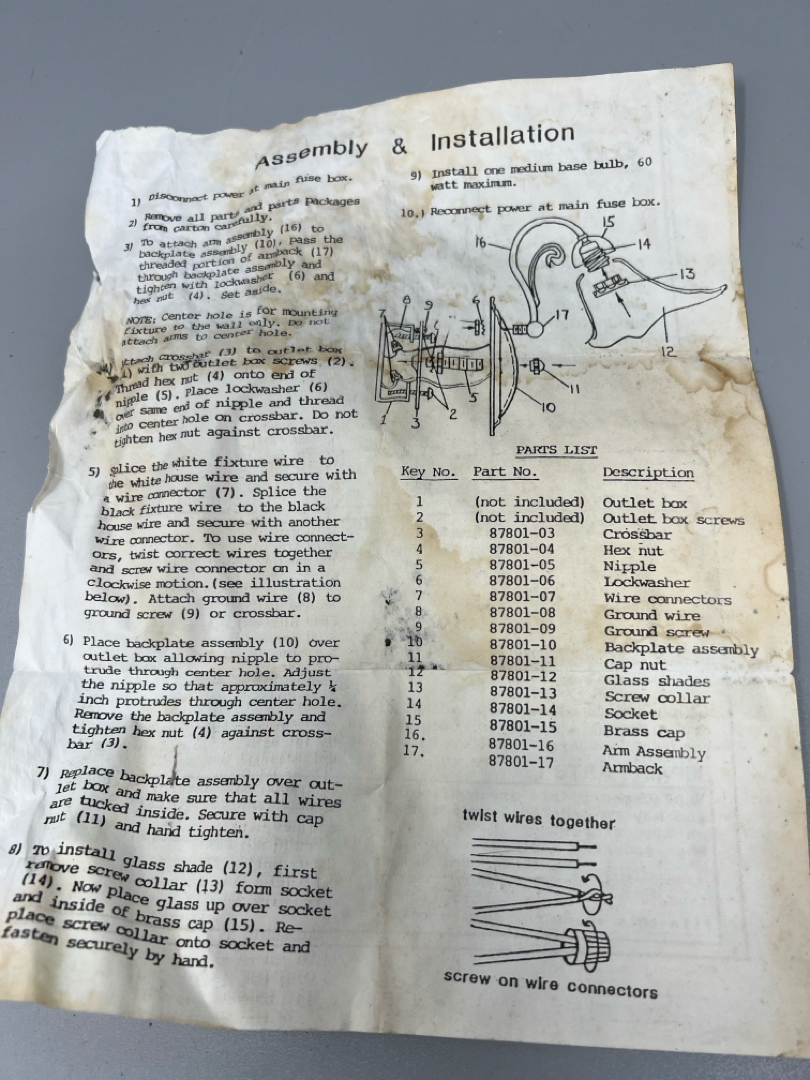 Assembly & Installation
1) Disconnect power at main fuse box.
2) Remove all parts and parts packages
from carton carefully.
3) To attach arm assembly (16) to
backplate assembly (10), pass the
threaded portion of armback (17)
through backplate assembly and
tighten with lockwasher (6) and
hex nut (4). Set aside.
NOTE: Center hole is for mounting
fixture to the wall only. Do not
attach arms to center hole.
attach crossbar (3) to outlet box
1) with two outlet box screws (2).
Thread hex nut (4) onto end of
nipple (5). Place lockwasher (6)
over same end of nipple and thread
into center hole on crossbar. Do not
tighten hex nut against crossbar.
5) Splice the white fixture wire to
the white house wire and secure with
a wire connector (7). Splice the
black fixture wire to the black
house wire and secure with another
wire connector. To use wire connect-
ors, twist correct wires together
and screw wire connector on in a
clockwise motion.(see illustration
below). Attach ground wire (8) to
ground screw (9) or crossbar.
6) Place backplate assembly (10) over
outlet box allowing nipple to pro-
trude through center hole. Adjust
the nipple so that approximately ¼
inch protrudes through center hole.
Remove the backplate assembly and
tighten hex nut (4) against cross-
bar (3).
7) Replace backplate assembly over out-
let box and make sure that all wires
are tucked inside. Secure with cap
nut (11) and hand tighten.
8) To install glass shade (12), first
remove screw collar (13) form socket
(14). Now place glass up over socket
and inside of brass cap (15). Re-
place screw collar onto socket and
fasten securely by hand.
9) Install one medium base bulb, 60
watt maximum.
10.) Reconnect power at main fuse box.
15
16
14
13
8
9
6
7
17
12
11
10
5
2
1
3
PARTS LIST
Key No. Part No. Description
1 (not included) Outlet box
2 (not included) Outlet box screws
3 87801-03 Crossbar
4 87801-04 Hex nut
5 87801-05 Nipple
6 87801-06 Lockwasher
7 87801-07 Wire connectors
8 87801-08 Ground wire
9 87801-09 Ground screw
10 87801-10 Backplate assembly
11 87801-11 Cap nut
12 87801-12 Glass shades
13 87801-13 Screw collar
14 87801-14 Socket
15 87801-15 Brass cap
16. 87801-16 Arm Assembly
17. 87801-17 Armback
twist wires together
screw on wire connectors